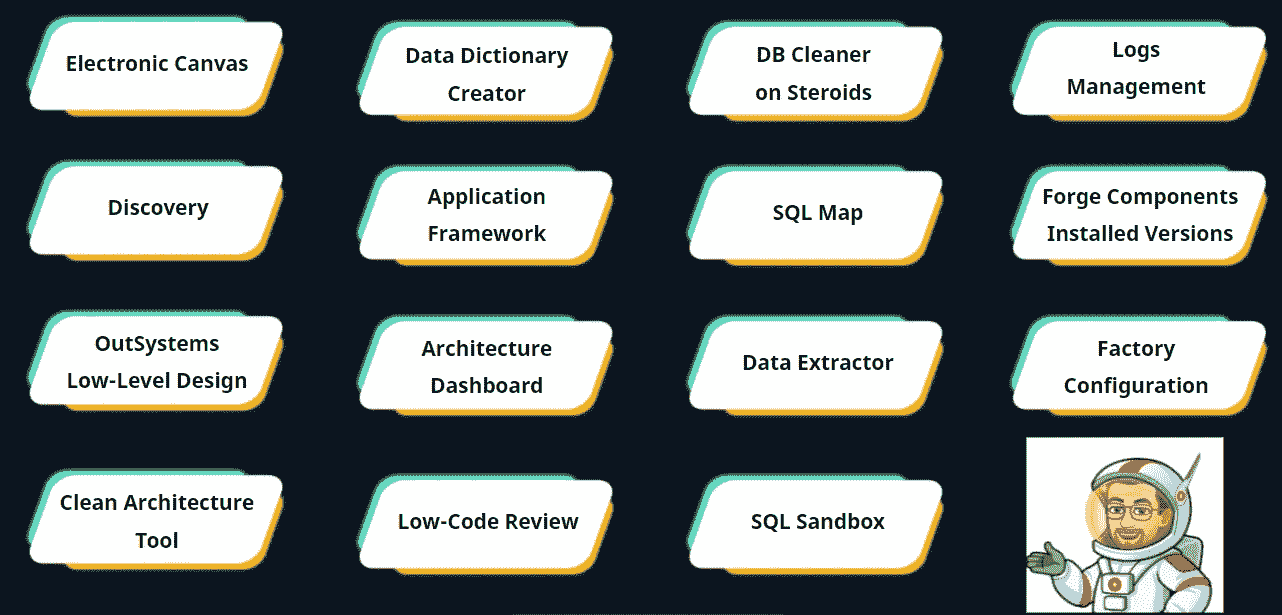 Electronic Canvas
Data Dictionary
Creator
DB Cleaner
on Steroids
Logs
Management
Discovery
Application
Framework
SQL Map
Forge Components
Installed Versions
OutSystems
Low-Level Design
Architecture
Dashboard
Data Extractor
Factory
Configuration
Clean Architecture
Tool
Low-Code Review
SQL Sandbox